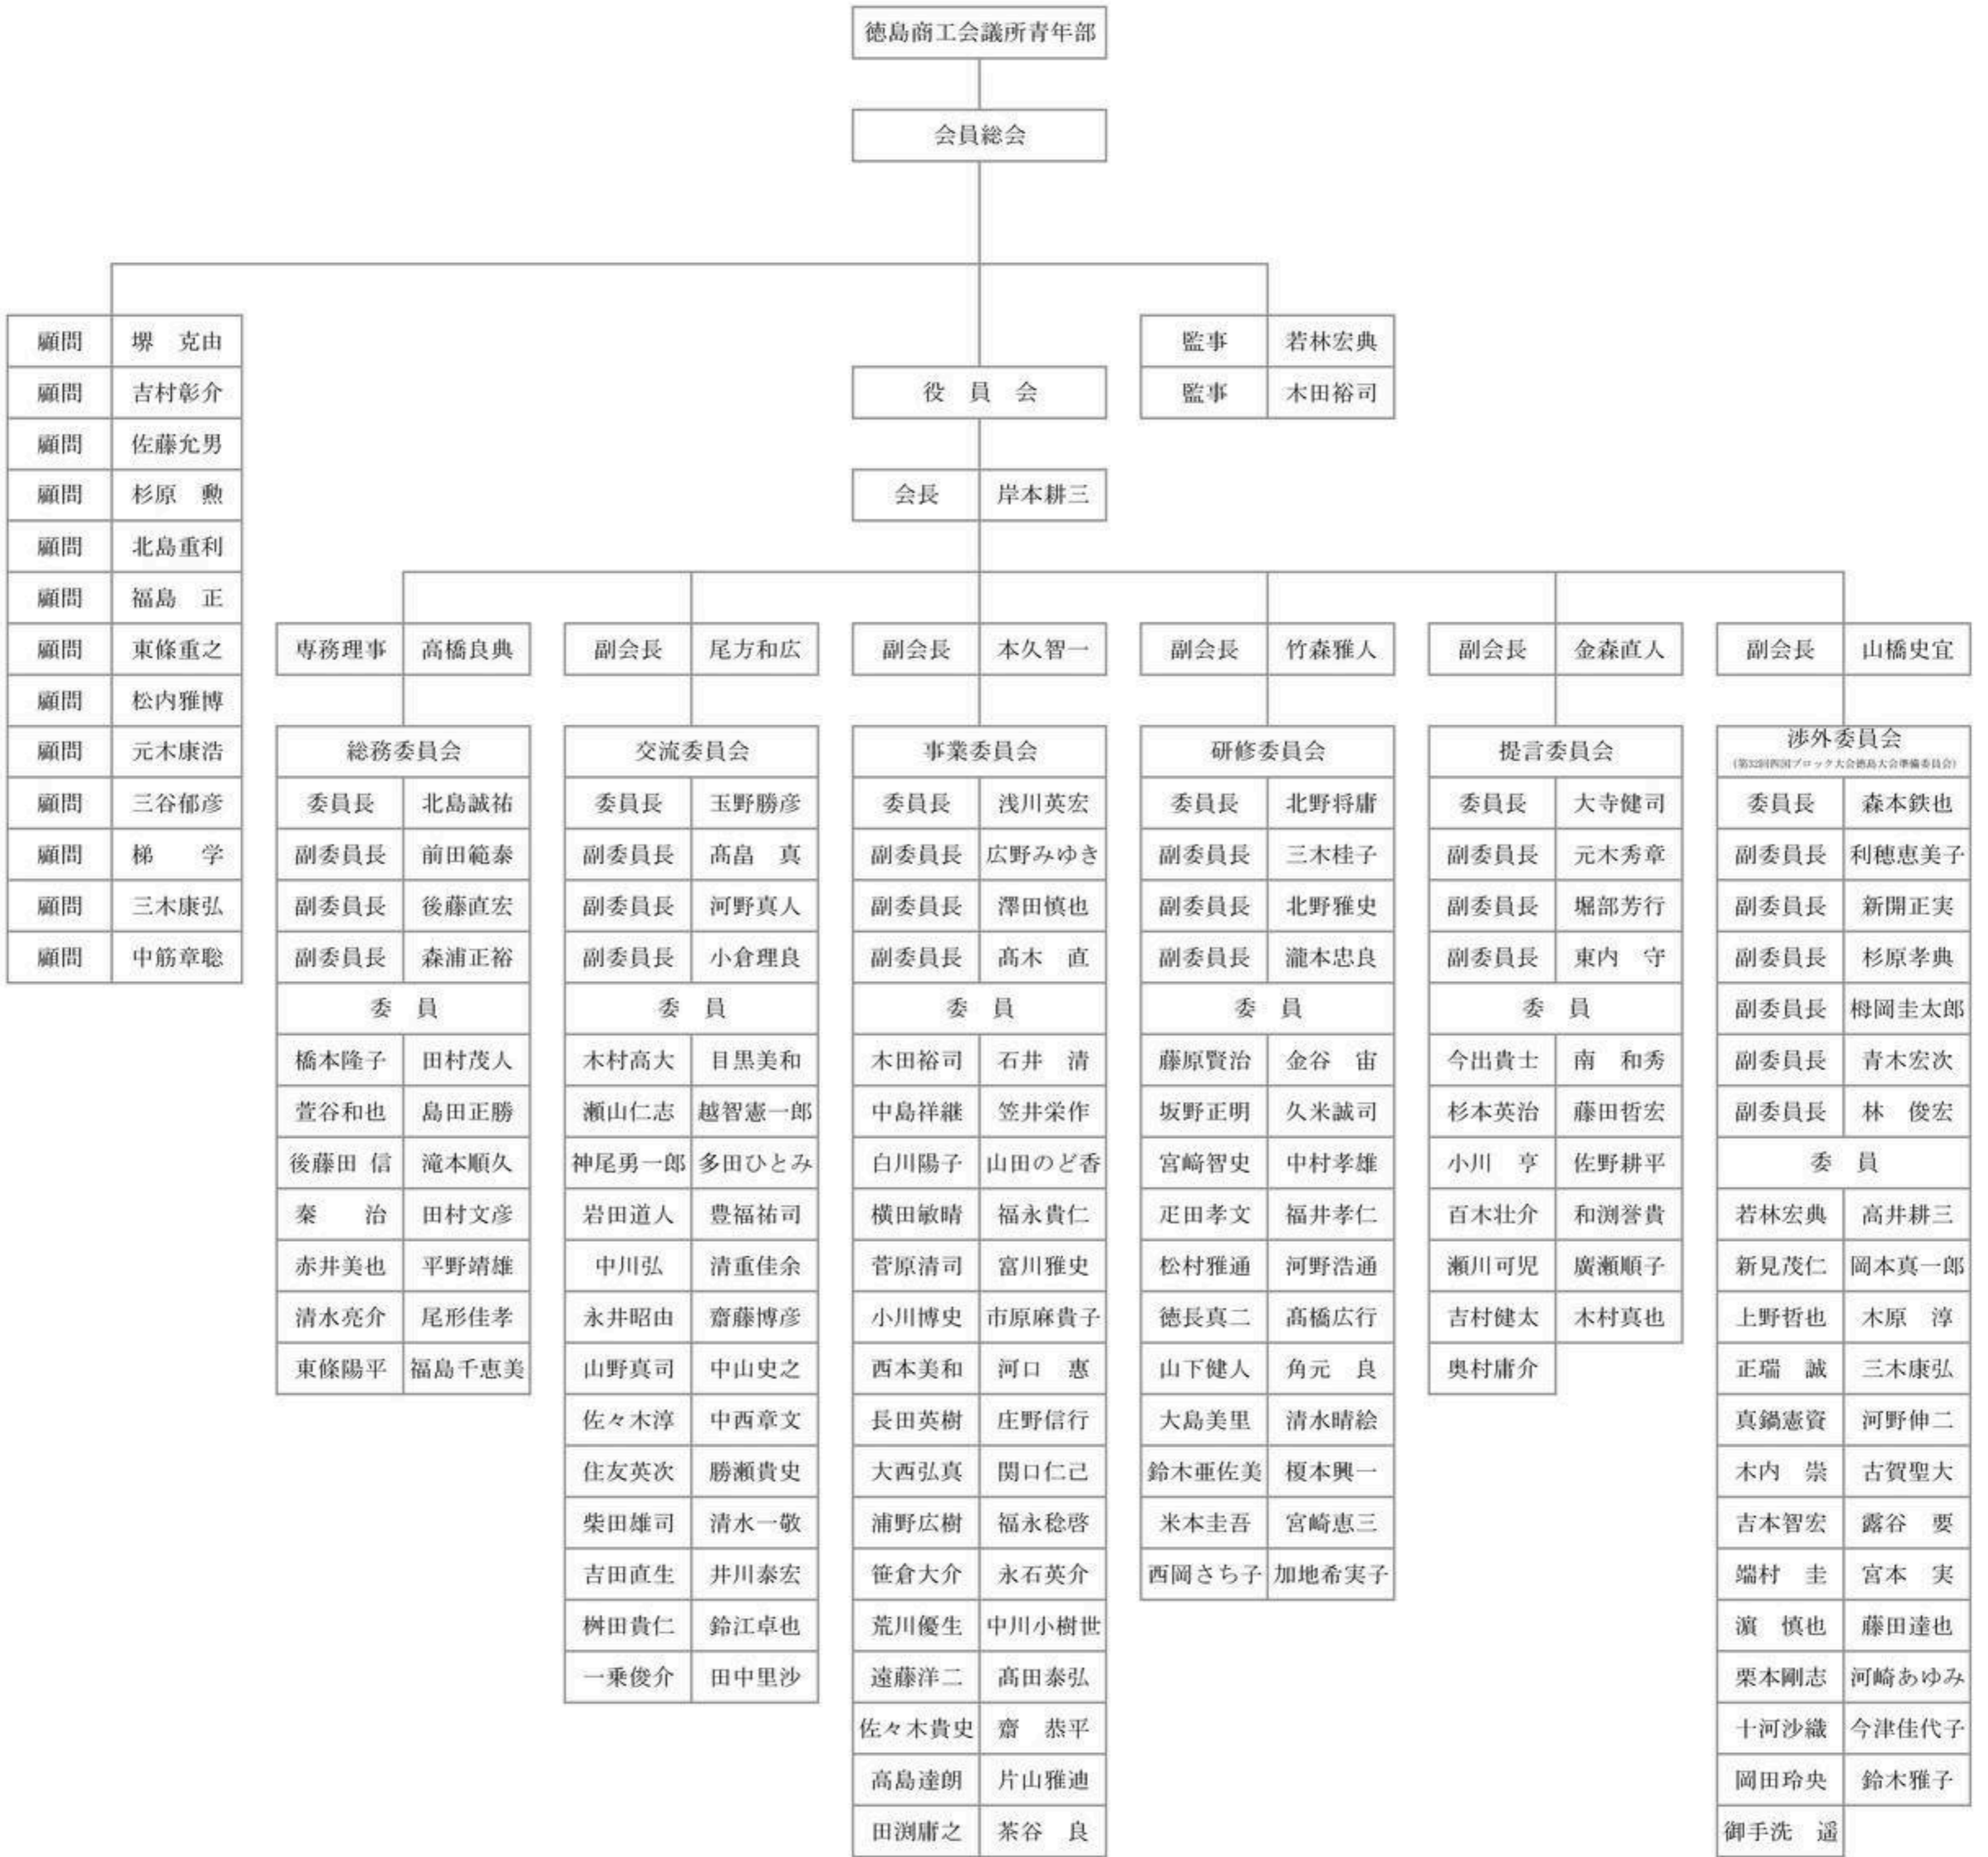 徳島商工会議所青年部
会員総会
顧問 堺　克由
顧問 吉村彰介
顧問 佐藤允男
顧問 杉原　勲
顧問 北島重利
顧問 福島　正
顧問 東條重之
顧問 松内雅博
顧問 元木康浩
顧問 三谷郁彦
顧問 梯　　学
顧問 三木康弘
顧問 中筋章聡
監事 若林宏典
監事 木田裕司
役　員　会
会長 岸本耕三
専務理事 高橋良典
総務委員会
委員長 北島誠祐
副委員長 前田範泰
副委員長 後藤直宏
副委員長 森浦正裕
委　員
橋本隆子 田村茂人
萱谷和也 島田正勝
後藤田 信 滝本順久
秦　　治 田村文彦
赤井美也 平野靖雄
清水亮介 尾形佳孝
東條陽平 福島千恵美
副会長 尾方和広
交流委員会
委員長 玉野勝彦
副委員長 髙畠　真
副委員長 河野真人
副委員長 小倉理良
委　員
木村高大 目黒美和
瀬山仁志 越智憲一郎
神尾勇一郎 多田ひとみ
岩田道人 豊福祐司
中川弘 清重佳余
永井昭由 齋藤博彦
山野真司 中山史之
佐々木淳 中西章文
住友英次 勝瀬貴史
柴田雄司 清水一敬
吉田直生 井川泰宏
桝田貴仁 鈴江卓也
一乗俊介 田中里沙
副会長 本久智一
事業委員会
委員長 浅川英宏
副委員長 広野みゆき
副委員長 澤田慎也
副委員長 髙木　直
委　員
木田裕司 石井　清
中島祥継 笠井栄作
白川陽子 山田のど香
横田敏晴 福永貴仁
菅原清司 富川雅史
小川博史 市原麻貴子
西本美和 河口　惠
長田英樹 庄野信行
大西弘真 関口仁己
浦野広樹 福永稔啓
笹倉大介 永石英介
荒川優生 中川小樹世
遠藤洋二 髙田泰弘
佐々木貴史 齋　恭平
高島達朗 片山雅迪
田渕庸之 茶谷　良
副会長 竹森雅人
研修委員会
委員長 北野将庸
副委員長 三木桂子
副委員長 北野雅史
副委員長 瀧本忠良
委　員
藤原賢治 金谷　宙
坂野正明 久米誠司
宮﨑智史 中村孝雄
疋田孝文 福井孝仁
松村雅通 河野浩通
徳長真二 髙橋広行
山下健人 角元　良
大島美里 清水晴絵
鈴木亜佐美 榎本興一
米本圭吾 宮崎恵三
西岡さち子 加地希実子
副会長 金森直人
提言委員会
委員長 大寺健司
副委員長 元木秀章
副委員長 堀部芳行
副委員長 東内　守
委　員
今出貴士 南　和秀
杉本英治 藤田哲宏
小川　亨 佐野耕平
百木壮介 和渕誉貴
瀬川可児 廣瀬順子
吉村健太 木村真也
奥村庸介
副会長 山橋史宜
渉外委員会
(第32回四国ブロック大会徳島大会準備委員会)
委員長 森本鉄也
副委員長 利穂恵美子
副委員長 新開正実
副委員長 杉原孝典
副委員長 栂岡圭太郎
副委員長 青木宏次
副委員長 林　俊宏
委　員
若林宏典 高井耕三
新見茂仁 岡本真一郎
上野哲也 木原　淳
正瑞　誠 三木康弘
真鍋憲資 河野伸二
木内　崇 古賀聖大
吉本智宏 露谷　要
端村　圭 宮本　実
濵　慎也 藤田達也
栗本剛志 河崎あゆみ
十河沙織 今津佳代子
岡田玲央 鈴木雅子
御手洗　遥